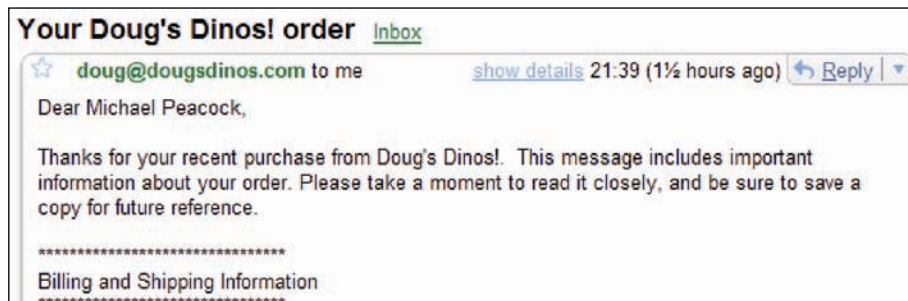 Your Doug's Dinos! order Inbox
doug@dougsdinos.com to me show details 21:39 (1½ hours ago) Reply
Dear Michael Peacock,
Thanks for your recent purchase from Doug's Dinos!. This message includes important
information about your order. Please take a moment to read it closely, and be sure to save a
copy for future reference.
********************************
Billing and Shipping Information
********************************